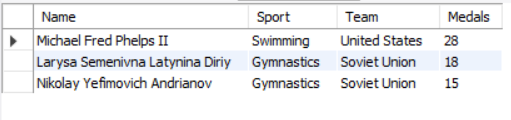 Name Sport Team Medals
Michael Fred Phelps II Swimming United States 28
Larysa Semenivna Latynina Diriy Gymnastics Soviet Union 18
Nikolay Yefimovich Andrianov Gymnastics Soviet Union 15